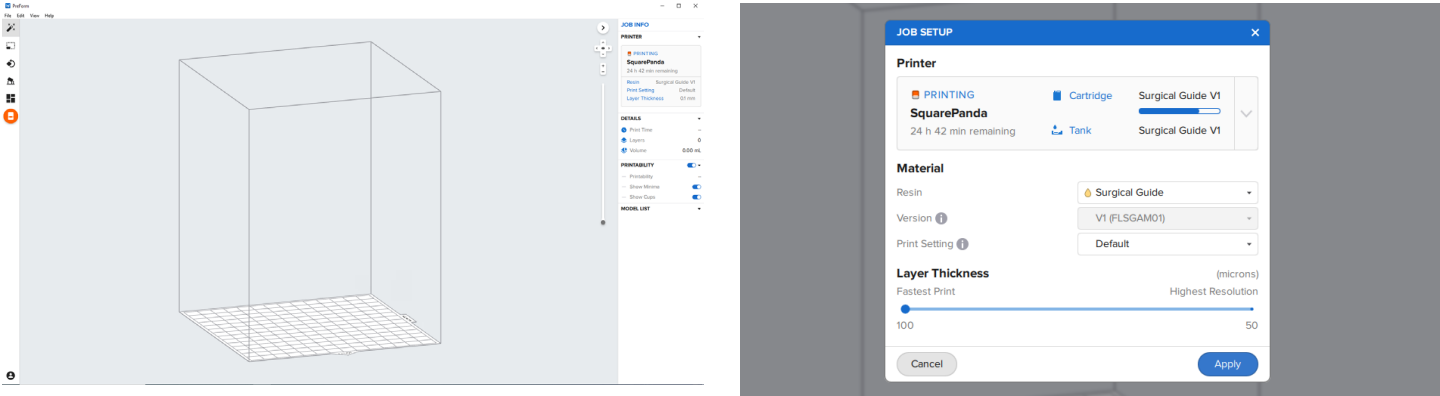 PreForm
File Edit View Help
JOB INFO
PRINTER
PRINTING
SquarePanda
24 h 42 min remaining
Resin Surgical Guide V1
Print Setting Default
Layer Thickness 0.1 mm
DETAILS
Print Time –
Layers 0
Volume 0.00 mL
PRINTABILITY
Printability –
Show Minima
Show Cups
MODEL LIST
JOB SETUP
Printer
PRINTING
SquarePanda
24 h 42 min remaining
Cartridge Surgical Guide V1
Tank Surgical Guide V1
Material
Resin Surgical Guide
Version V1 (FLSGAM01)
Print Setting Default
Layer Thickness (microns)
Fastest Print Highest Resolution
100 50
Cancel Apply